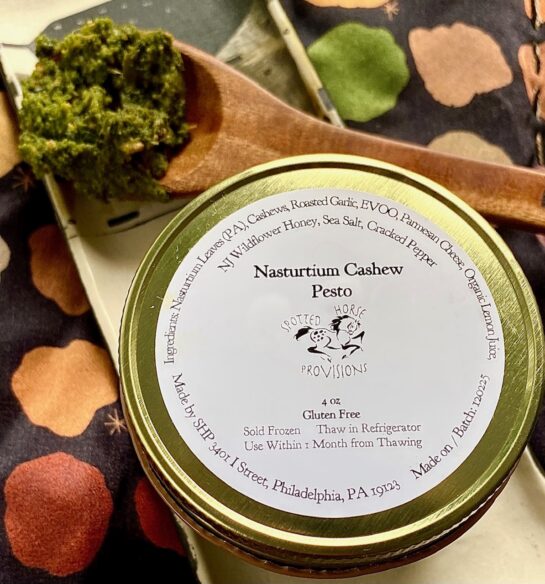 Ingredients: Nasturtium Leaves (PA), Cashews, Roasted Garlic, EVOO, Parmesan Cheese, Organic Lemon Juice,
NJ Wildflower Honey, Sea Salt, Cracked Pepper
Nasturtium Cashew
Pesto
SPOTTED HORSE
PROVISIONS
4 oz
Gluten Free
Sold Frozen Thaw in Refrigerator
Use Within 1 Month from Thawing
Made by SHP 3401 I Street, Philadelphia, PA 19123 Made on / Batch: 120225